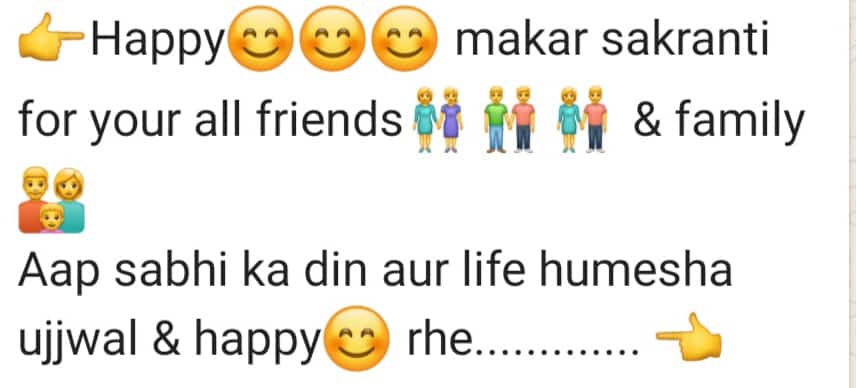 👉Happy😊😊😊 makar sakranti
for your all friends👭 👬 👫 & family
👨‍👩‍👧
Aap sabhi ka din aur life humesha
ujjwal & happy😊 rhe............. 👈